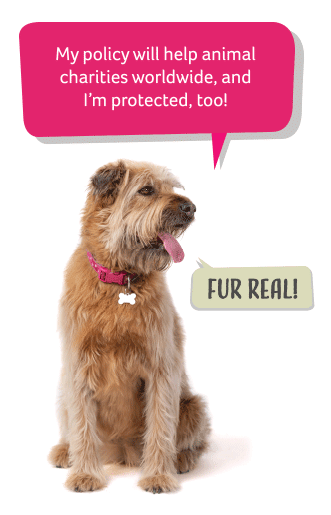 My policy will help animal
charities worldwide, and
I'm protected, too!
FUR REAL!